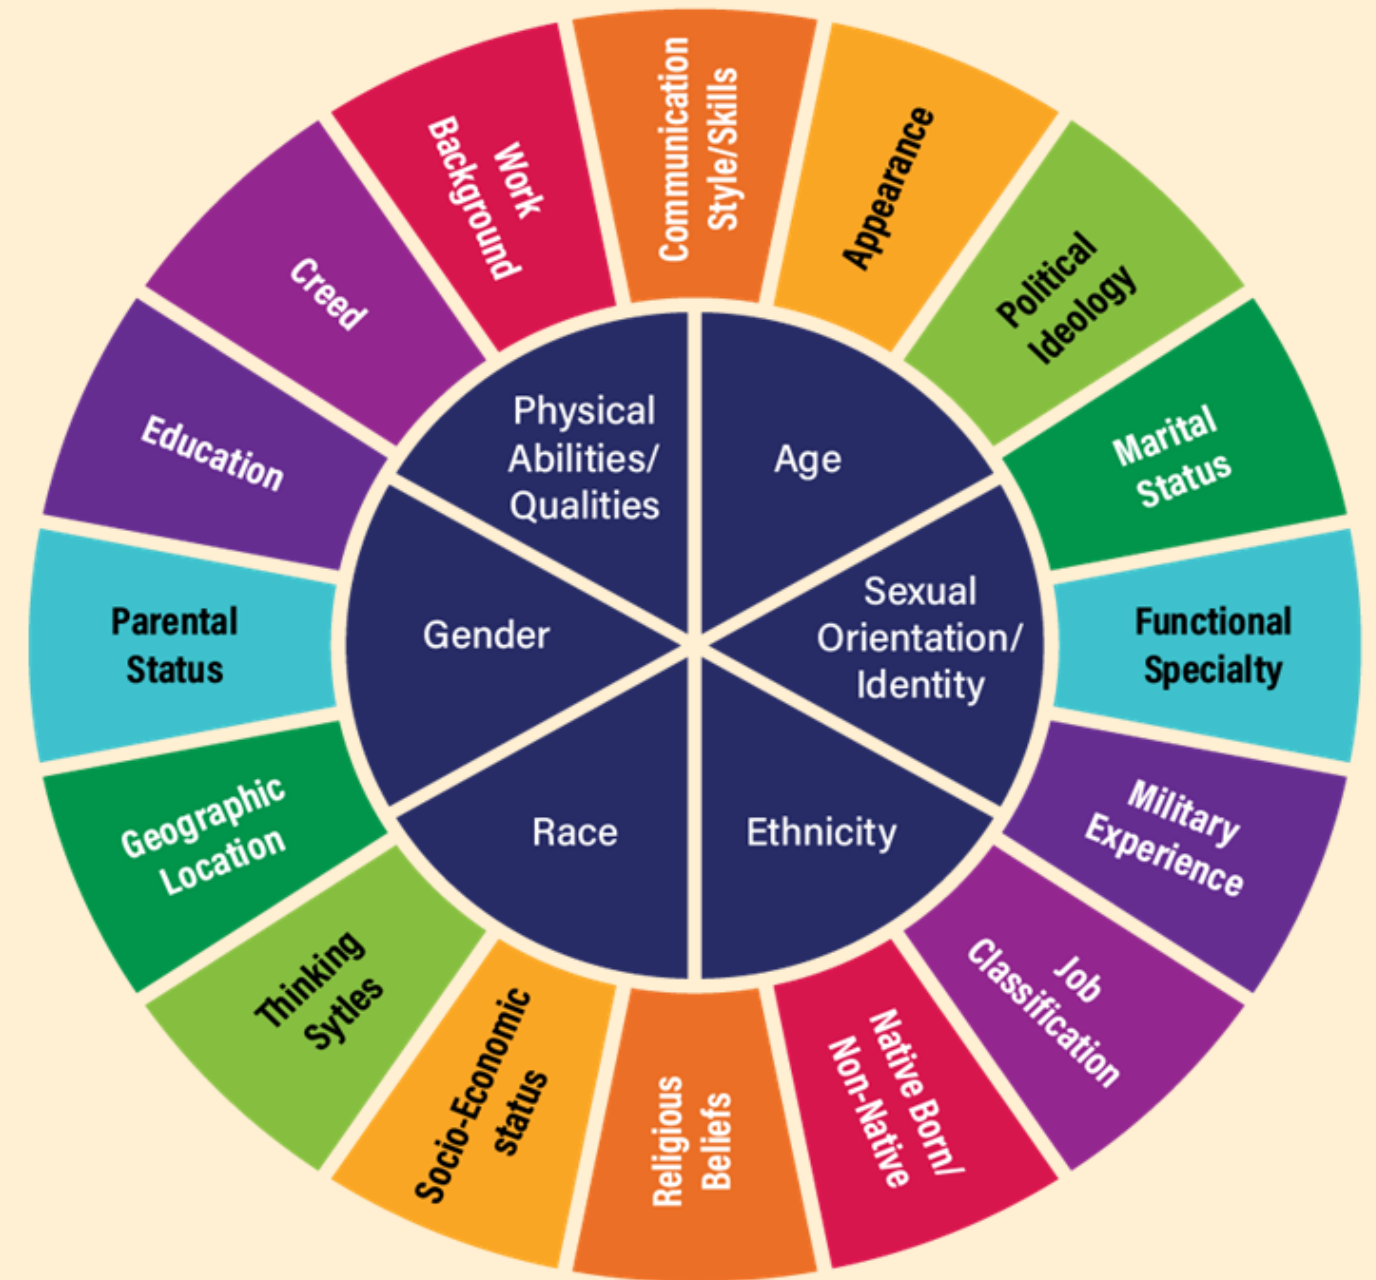 Communication
Style/Skills
Appearance
Political
Ideology
Marital
Status
Functional
Specialty
Military
Experience
Job
Classification
Native Born/
Non-Native
Religious
Beliefs
Socio-Economic
status
Thinking
Sytles
Geographic
Location
Parental
Status
Education
Creed
Work
Background
Physical
Abilities/
Qualities
Age
Sexual
Orientation/
Identity
Ethnicity
Race
Gender